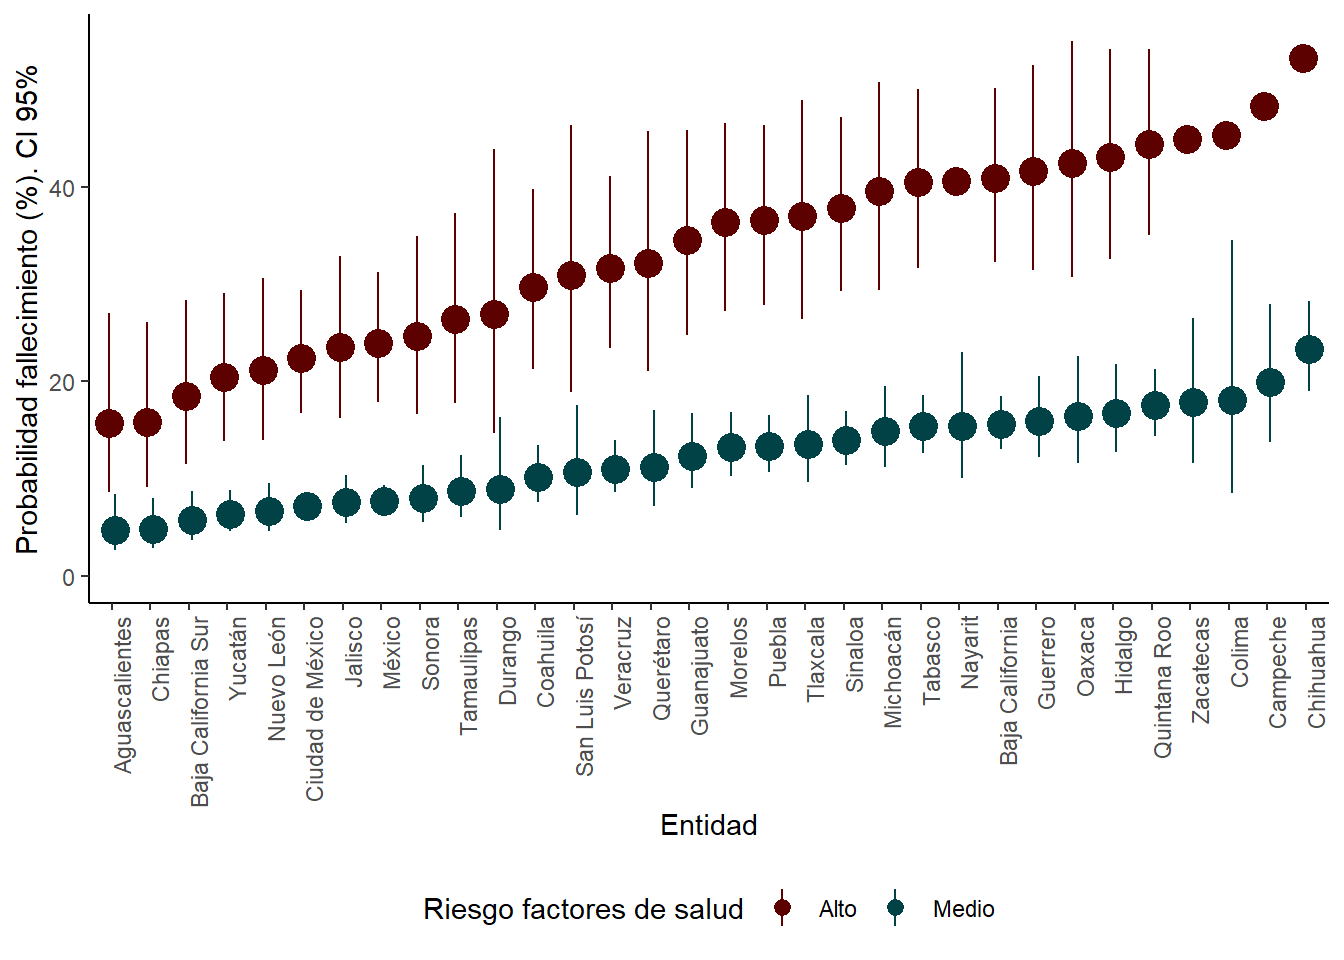 Probabilidad fallecimiento (%). CI 95%
40
20
0
Aguascalientes
Chiapas
Baja California Sur
Yucatán
Nuevo León
Ciudad de México
Jalisco
México
Sonora
Tamaulipas
Durango
Coahuila
San Luis Potosí
Veracruz
Querétaro
Guanajuato
Morelos
Puebla
Tlaxcala
Sinaloa
Michoacán
Tabasco
Nayarit
Baja California
Guerrero
Oaxaca
Hidalgo
Quintana Roo
Zacatecas
Colima
Campeche
Chihuahua
Entidad
Riesgo factores de salud Alto Medio